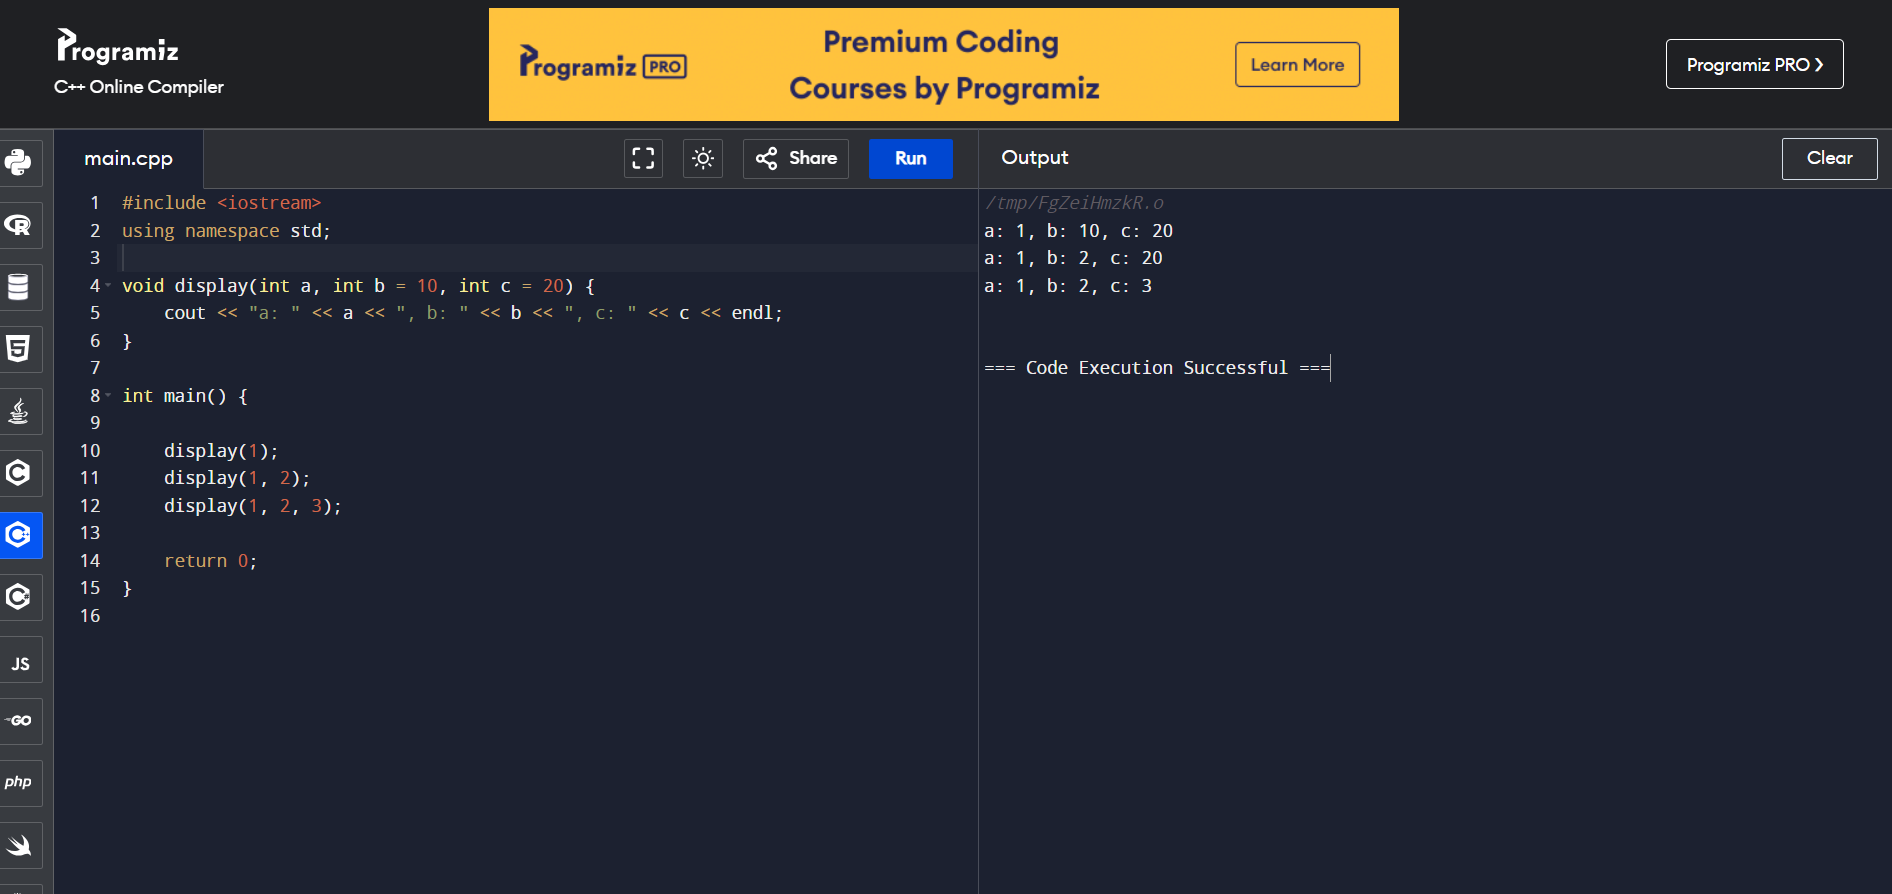 Programiz
C++ Online Compiler
Programiz PRO
Premium Coding
Courses by Programiz
Learn More
Programiz PRO ❯
main.cpp
Share
Run
Output
Clear
1 #include <iostream>
2 using namespace std;
3
4 void display(int a, int b = 10, int c = 20) {
5     cout << "a: " << a << ", b: " << b << ", c: " << c << endl;
6 }
7
8 int main() {
9
10     display(1);
11     display(1, 2);
12     display(1, 2, 3);
13
14     return 0;
15 }
16
/tmp/FgZeiHmzkR.o
a: 1, b: 10, c: 20
a: 1, b: 2, c: 20
a: 1, b: 2, c: 3
=== Code Execution Successful ===
R
5
C
C++
C#
JS
GO
php